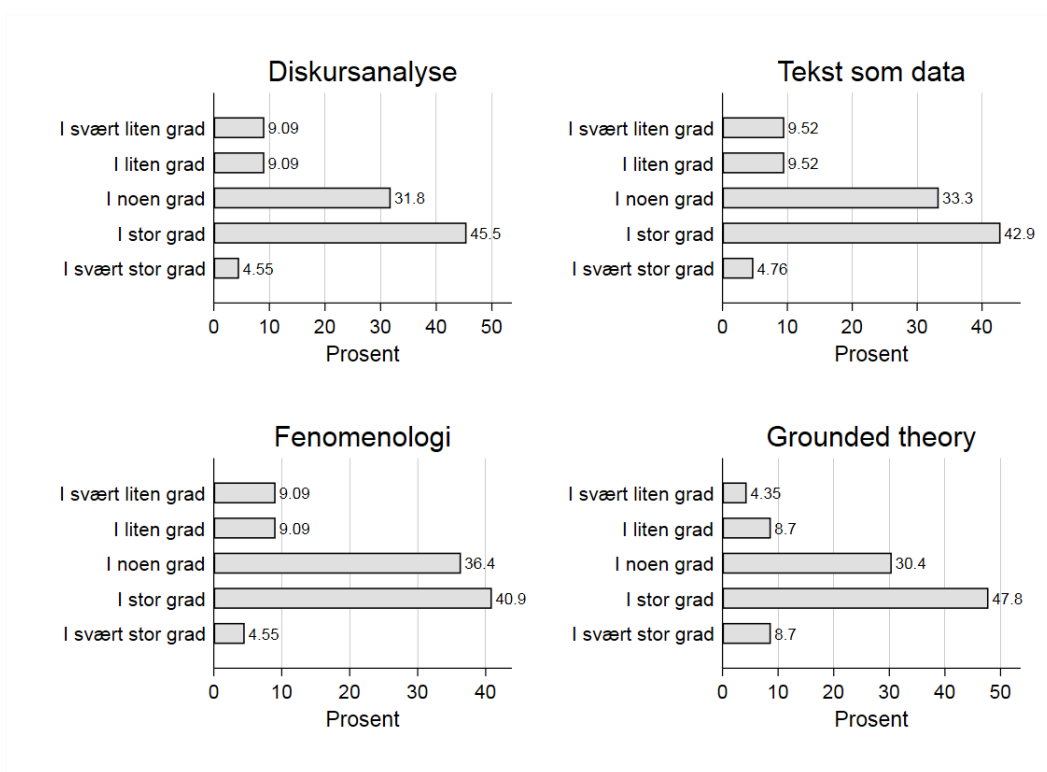 Diskursanalyse
I svært liten grad 9.09
I liten grad 9.09
I noen grad 31.8
I stor grad 45.5
I svært stor grad 4.55
0 10 20 30 40 50
Prosent
Tekst som data
I svært liten grad 9.52
I liten grad 9.52
I noen grad 33.3
I stor grad 42.9
I svært stor grad 4.76
0 10 20 30 40
Prosent
Fenomenologi
I svært liten grad 9.09
I liten grad 9.09
I noen grad 36.4
I stor grad 40.9
I svært stor grad 4.55
0 10 20 30 40
Prosent
Grounded theory
I svært liten grad 4.35
I liten grad 8.7
I noen grad 30.4
I stor grad 47.8
I svært stor grad 8.7
0 10 20 30 40 50
Prosent